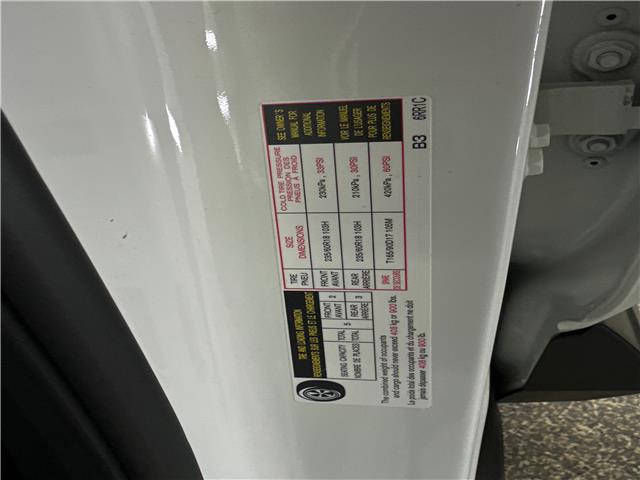 TIRE AND LOADING INFORMATION
RENSEIGNEMENTS SUR LES PNEUS ET LE CHARGEMENT
SEATING CAPACITY TOTAL 5 FRONT AVANT 2 REAR ARRIÈRE 3
NOMBRE DE PLACES TOTAL
The combined weight of occupants
and cargo should never exceed 408 kg or 900 lbs.
Le poids total des occupants et du chargement ne doit
jamais dépasser 408 kg ou 900 lb.
TIRE
PNEU
SIZE
DIMENSIONS
COLD TIRE PRESSURE
PRESSION DES
PNEUS À FROID
FRONT
AVANT
235/60R18 103H
230kPa , 33PSI
REAR
ARRIÈRE
235/60R18 103H
210kPa , 30PSI
SPARE
DE SECOURS
T165/90D17 105M
420kPa , 60PSI
SEE OWNER'S
MANUAL FOR
ADDITIONAL
INFORMATION
VOIR LE MANUEL
DE L'USAGER
POUR PLUS DE
RENSEIGNEMENTS
B3 6RR1C